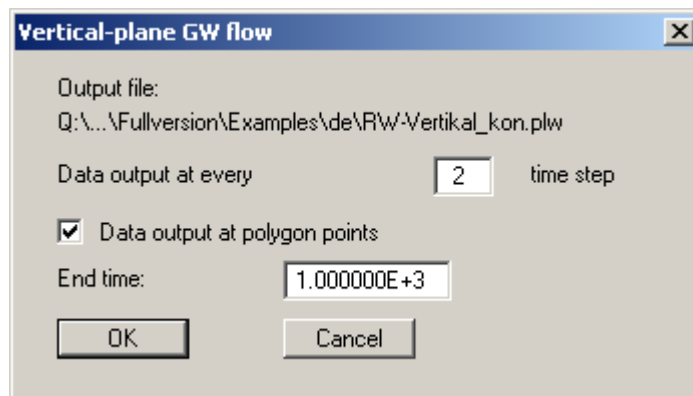 Vertical-plane GW flow
Output file:
Q:\...\Fullversion\Examples\de\RW-Vertikal_kon.plw
Data output at every 2 time step
Data output at polygon points
End time: 1.000000E+3
OK Cancel